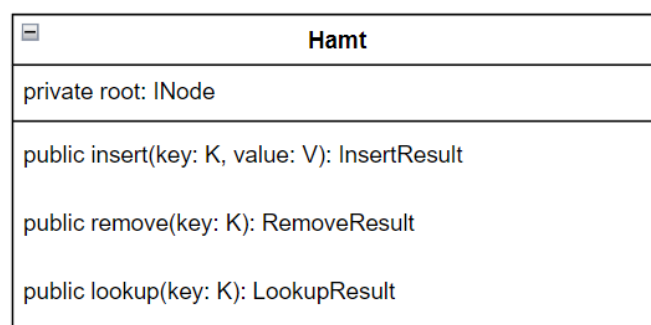 Hamt
private root: INode
public insert(key: K, value: V): InsertResult
public remove(key: K): RemoveResult
public lookup(key: K): LookupResult